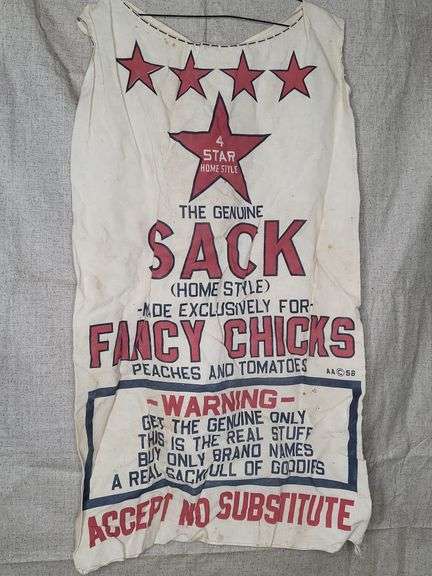 4
STAR
HOME STYLE
THE GENUINE
SACK
(HOME STYLE)
-MADE EXCLUSIVELY FOR-
FANCY CHICKS
PEACHES AND TOMATOES
AA©58
-WARNING-
GET THE GENUINE ONLY
THIS IS THE REAL STUFF
BUY ONLY BRAND NAMES
A REAL SACKFULL OF GOODIES
ACCEPT NO SUBSTITUTE